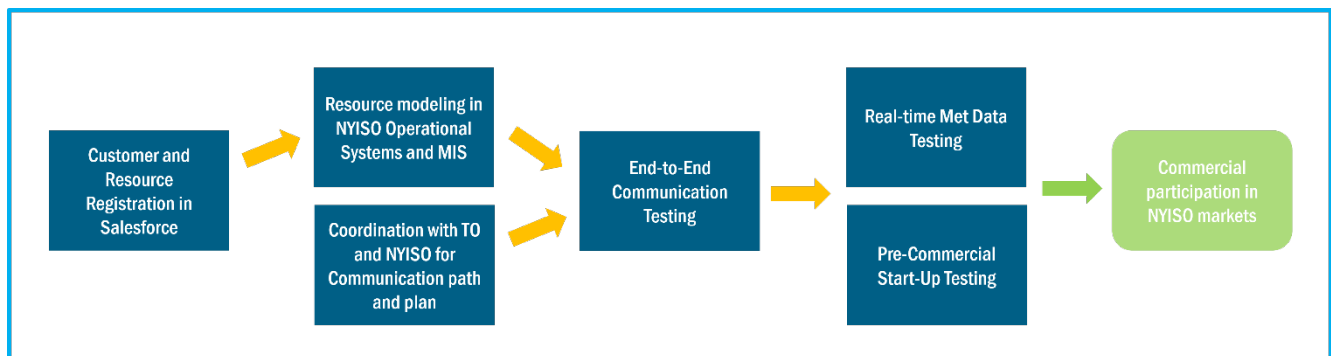 Customer and
Resource
Registration in
Salesforce
Resource modeling in
NYISO Operational
Systems and MIS
Coordination with TO
and NYISO for
Communication path
and plan
End-to-End
Communication
Testing
Real-time Met Data
Testing
Pre-Commercial
Start-Up Testing
Commercial
participation in
NYISO markets